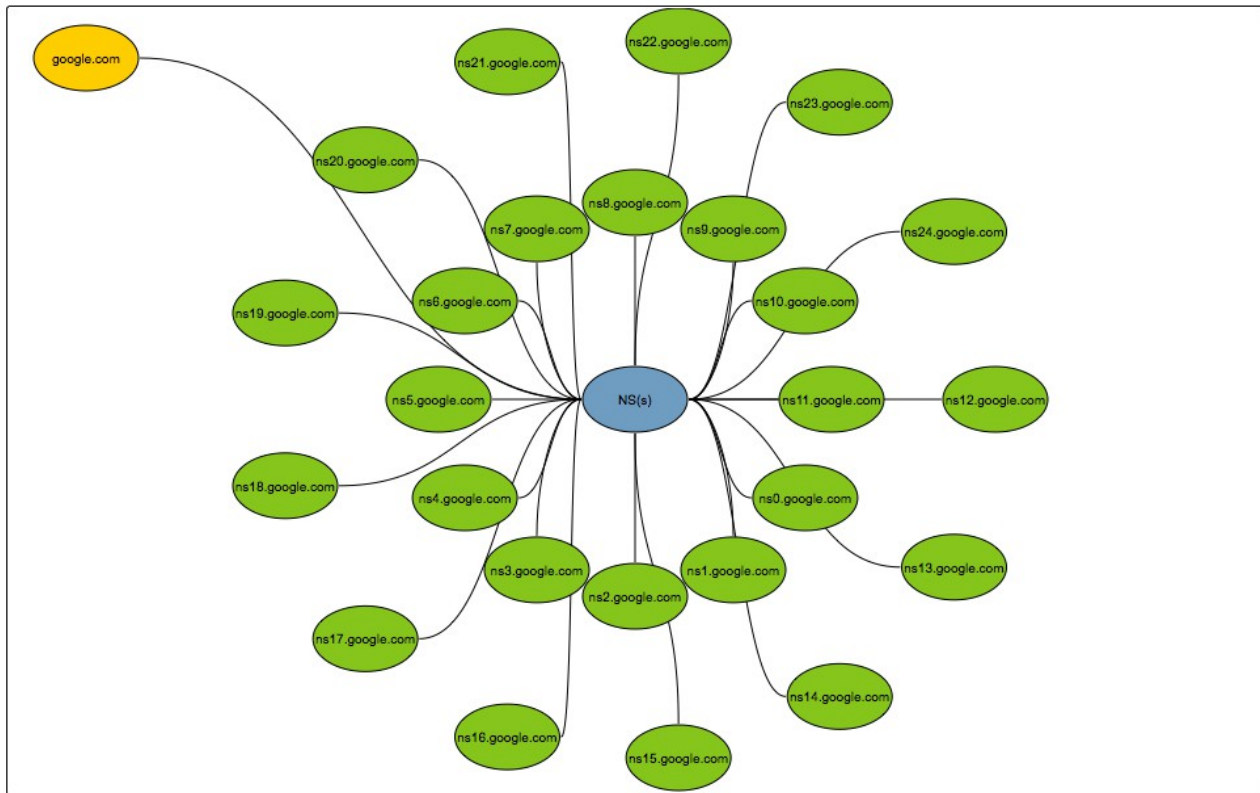 google.com
ns22.google.com
ns21.google.com
ns23.google.com
ns20.google.com
ns8.google.com
ns7.google.com
ns9.google.com
ns24.google.com
ns6.google.com
ns10.google.com
ns19.google.com
ns5.google.com
NS(s)
ns11.google.com
ns12.google.com
ns18.google.com
ns4.google.com
ns0.google.com
ns3.google.com
ns1.google.com
ns13.google.com
ns2.google.com
ns17.google.com
ns14.google.com
ns16.google.com
ns15.google.com